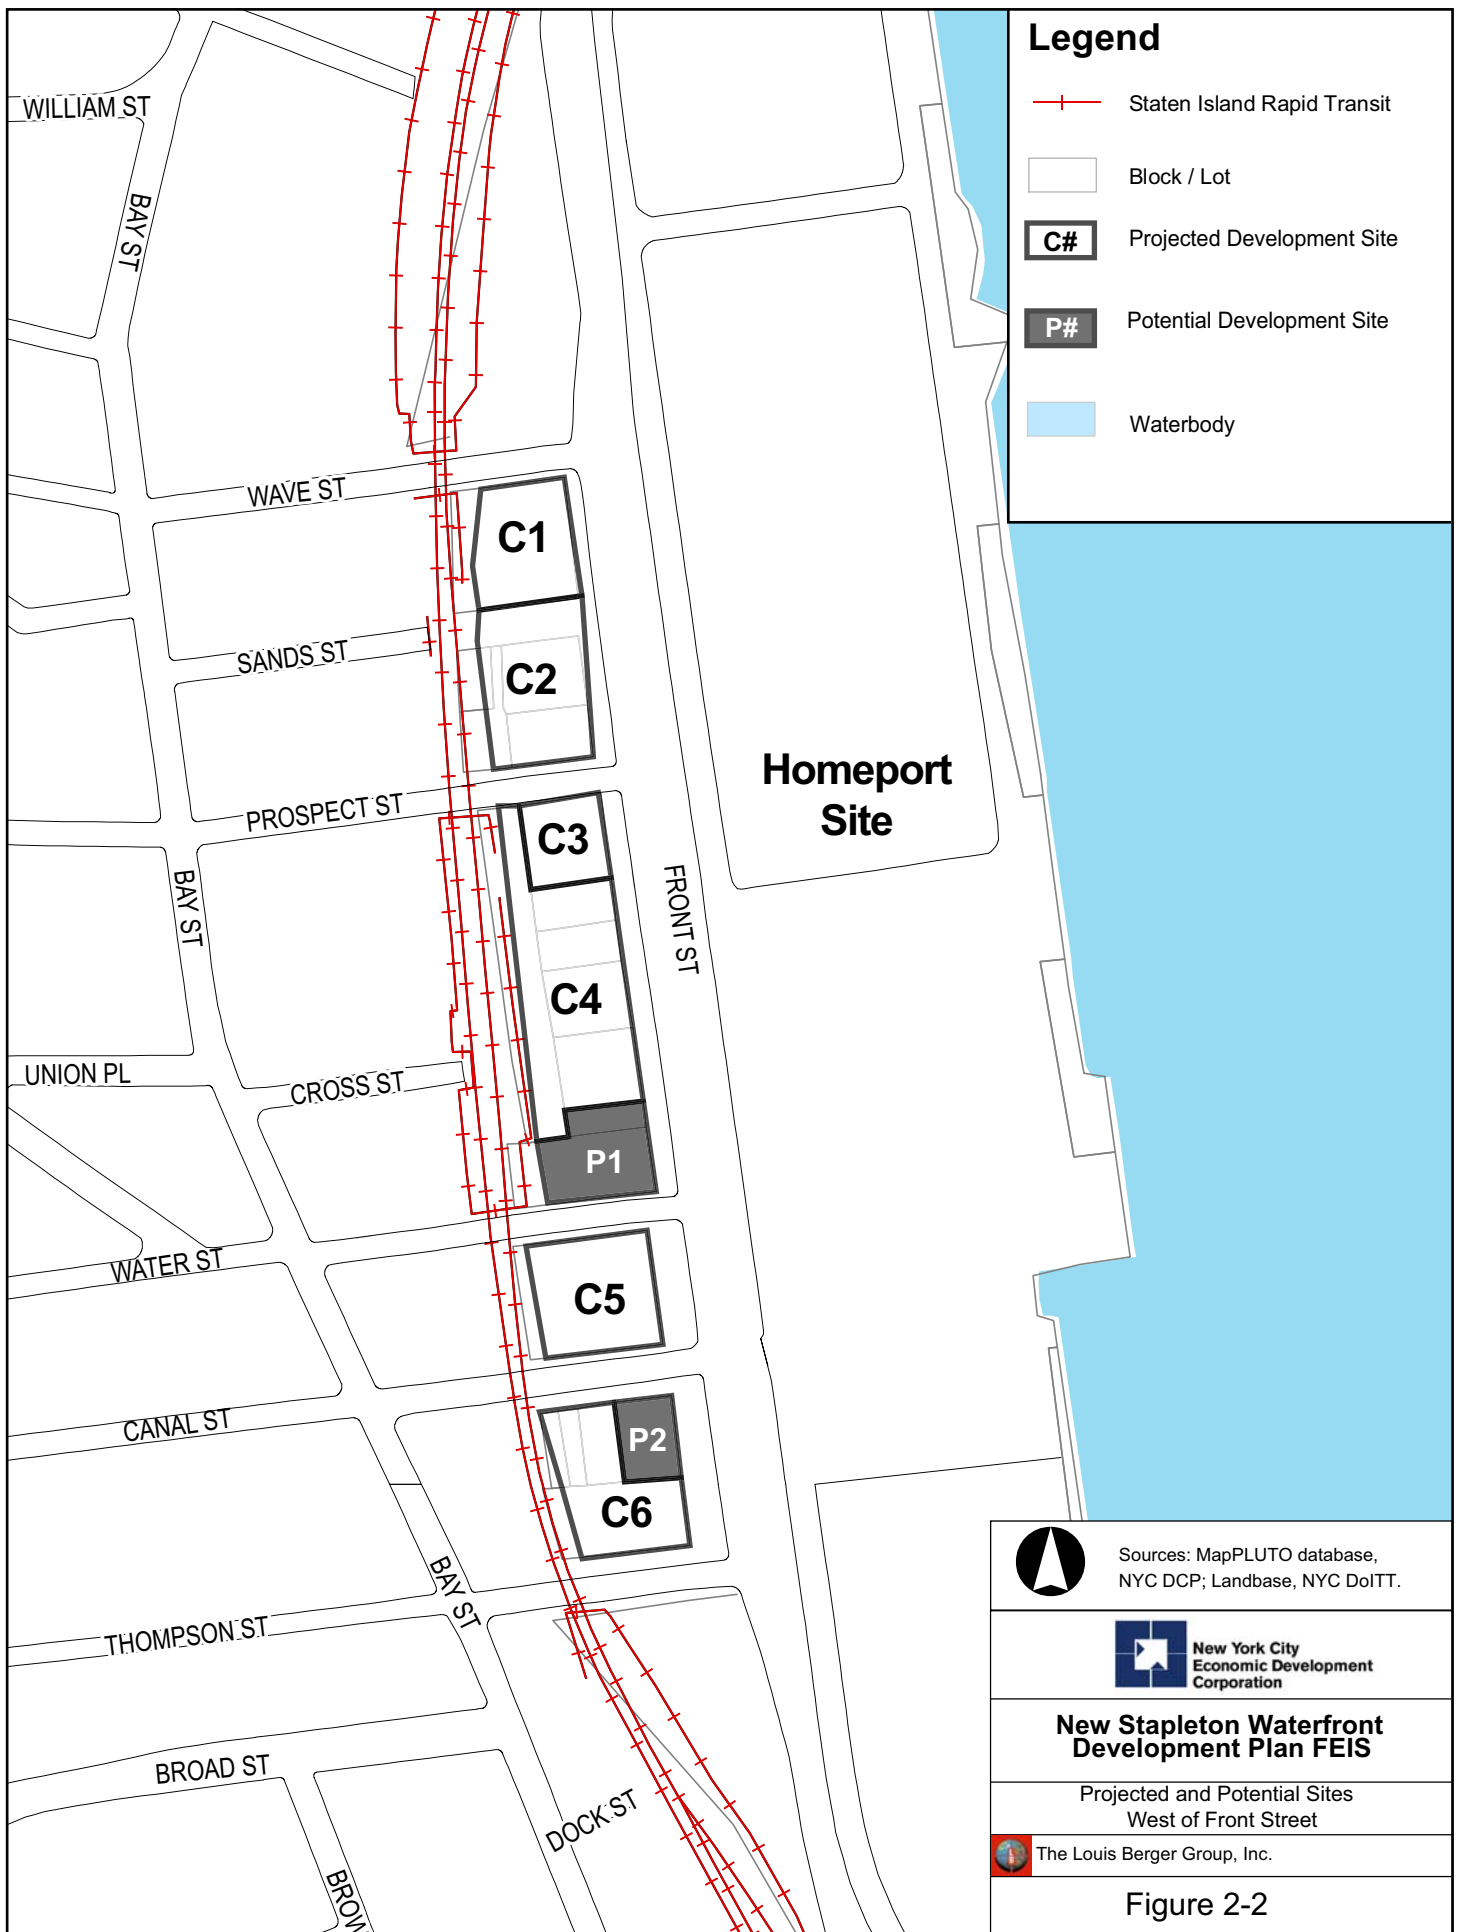 Legend
Staten Island Rapid Transit
Block / Lot
C#
Projected Development Site
P#
Potential Development Site
Waterbody
WILLIAM ST
BAY ST
WAVE ST
C1
SANDS ST
C2
Homeport
Site
PROSPECT ST
C3
BAY ST
FRONT ST
C4
UNION PL
CROSS ST
P1
WATER ST
C5
CANAL ST
P2
C6
BAY ST
THOMPSON ST
BROAD ST
DOCK ST
BROW
Sources: MapPLUTO database,
NYC DCP; Landbase, NYC DoITT.
New York City
Economic Development
Corporation
New Stapleton Waterfront
Development Plan FEIS
Projected and Potential Sites
West of Front Street
The Louis Berger Group, Inc.
Figure 2-2